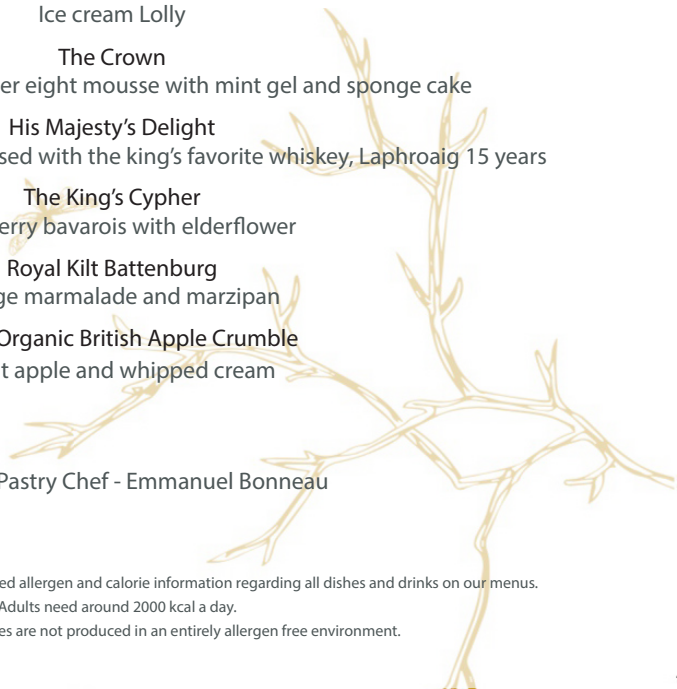 Ice cream Lolly
The Crown
er eight mousse with mint gel and sponge cake
His Majesty’s Delight
sed with the king’s favorite whiskey, Laphroaig 15 years
The King’s Cypher
erry bavarois with elderflower
Royal Kilt Battenburg
ge marmalade and marzipan
Organic British Apple Crumble
t apple and whipped cream
Pastry Chef - Emmanuel Bonneau
ed allergen and calorie information regarding all dishes and drinks on our menus.
Adults need around 2000 kcal a day.
es are not produced in an entirely allergen free environment.